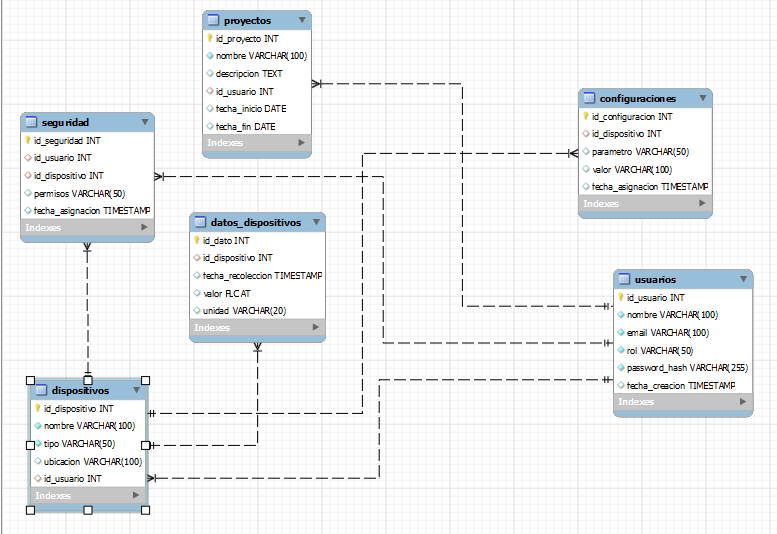 proyectos
id_proyecto INT
nombre VARCHAR(100)
descripcion TEXT
id_usuario INT
fecha_inicio DATE
fecha_fin DATE
Indexes
configuraciones
id_configuracion INT
id_dispositivo INT
parametro VARCHAR(50)
valor VARCHAR(100)
fecha_asignacion TIMESTAMP
Indexes
seguridad
id_seguridad INT
id_usuario INT
id_dispositivo INT
permisos VARCHAR(50)
fecha_asignacion TIMESTAMP
Indexes
datos_dispositivos
id_dato INT
id_dispositivo INT
fecha_recoleccion TIMESTAMP
valor FLOAT
unidad VARCHAR(20)
Indexes
usuarios
id_usuario INT
nombre VARCHAR(100)
email VARCHAR(100)
rol VARCHAR(50)
password_hash VARCHAR(255)
fecha_creacion TIMESTAMP
Indexes
dispositivos
id_dispositivo INT
nombre VARCHAR(100)
tipo VARCHAR(50)
ubicacion VARCHAR(100)
id_usuario INT
Indexes